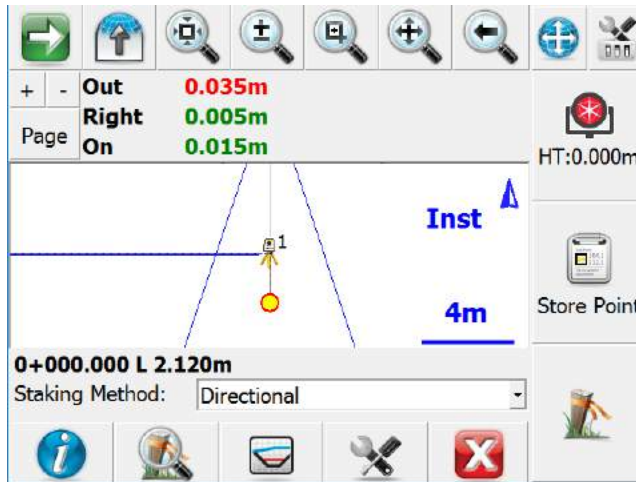 + - Out 0.035m
Right 0.005m
Page
On 0.015m
HT:0.000m
1
Inst
4m
Store Point
0+000.000 L 2.120m
Staking Method: Directional